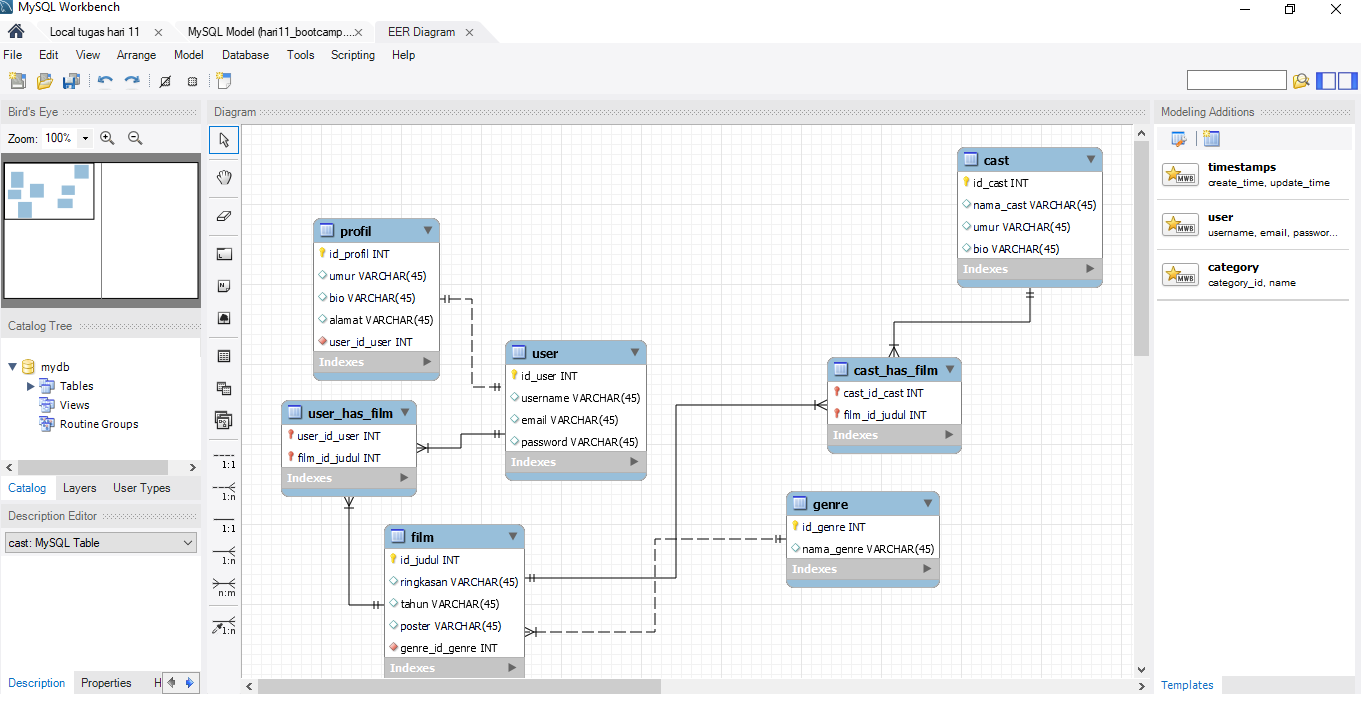 MySQL Workbench
Local tugas hari 11
MySQL Model (hari11_bootcamp....
EER Diagram
File Edit View Arrange Model Database Tools Scripting Help
Bird's Eye
Zoom: 100%
Catalog Tree
mydb
Tables
Views
Routine Groups
Catalog Layers User Types
Description Editor
cast: MySQL Table
Description Properties H
Diagram
1:1
1:n
1:1
1:n
n:m
1:n
profil
id_profil INT
umur VARCHAR(45)
bio VARCHAR(45)
alamat VARCHAR(45)
user_id_user INT
Indexes
user
id_user INT
username VARCHAR(45)
email VARCHAR(45)
password VARCHAR(45)
Indexes
user_has_film
user_id_user INT
film_id_judul INT
Indexes
film
id_judul INT
ringkasan VARCHAR(45)
tahun VARCHAR(45)
poster VARCHAR(45)
genre_id_genre INT
Indexes
cast
id_cast INT
nama_cast VARCHAR(45)
umur VARCHAR(45)
bio VARCHAR(45)
Indexes
cast_has_film
cast_id_cast INT
film_id_judul INT
Indexes
genre
id_genre INT
nama_genre VARCHAR(45)
Indexes
Modeling Additions
MWB
timestamps
create_time, update_time
MWB
user
username, email, passwor...
MWB
category
category_id, name
Templates